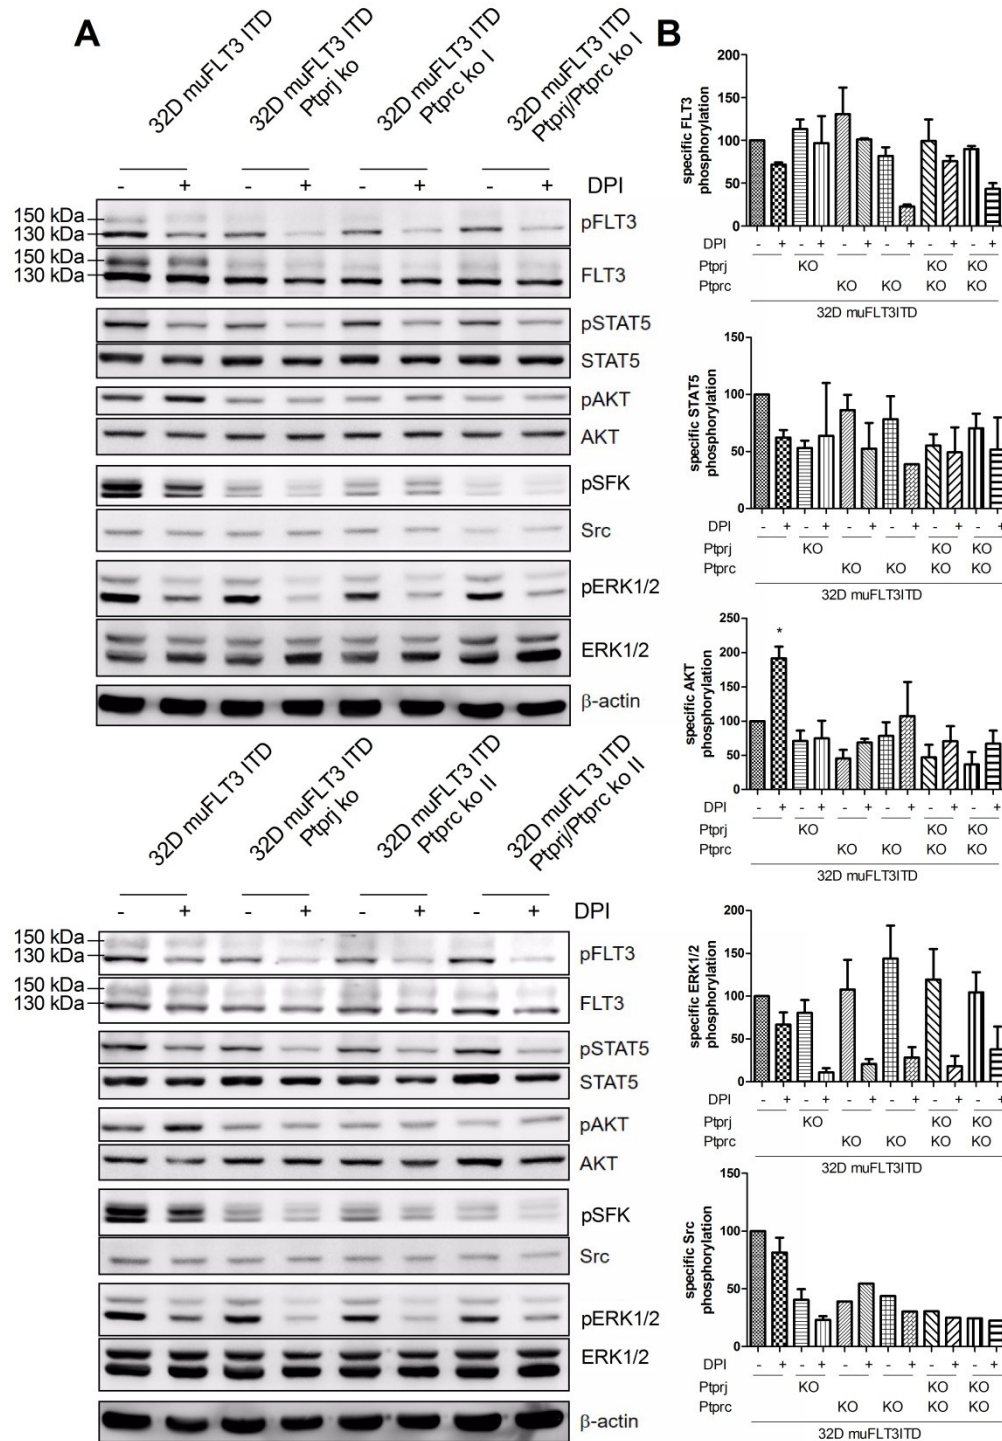 A
32D muFLT3 ITD
32D muFLT3 ITD
Ptprj ko
32D muFLT3 ITD
Ptprc ko I
32D muFLT3 ITD
Ptprj/Ptprc ko I
- + - + - + - + DPI
150 kDa
130 kDa
pFLT3
150 kDa
130 kDa
FLT3
pSTAT5
STAT5
pAKT
AKT
pSFK
Src
pERK1/2
ERK1/2
β-actin
32D muFLT3 ITD
32D muFLT3 ITD
Ptprj ko
32D muFLT3 ITD
Ptprc ko II
32D muFLT3 ITD
Ptprj/Ptprc ko II
- + - + - + - + DPI
150 kDa
130 kDa
pFLT3
150 kDa
130 kDa
FLT3
pSTAT5
STAT5
pAKT
AKT
pSFK
Src
pERK1/2
ERK1/2
β-actin
B
specific FLT3
phosphorylation
200
150
100
50
0
DPI - + - + - + - + - + - +
Ptprj KO KO KO
Ptprc KO KO KO KO
32D muFLT3ITD
specific STAT5
phosphorylation
150
100
50
0
DPI - + - + - + - + - + - +
Ptprj KO KO KO
Ptprc KO KO KO KO
32D muFLT3ITD
specific AKT
phosphorylation
250
200
150
100
50
0
*
DPI - + - + - + - + - + - +
Ptprj KO KO KO
Ptprc KO KO KO KO
32D muFLT3ITD
specific ERK1/2
phosphorylation
200
150
100
50
0
DPI - + - + - + - + - + - +
Ptprj KO KO KO
Ptprc KO KO KO KO
32D muFLT3ITD
specific Src
phosphorylation
150
100
50
0
DPI - + - + - + - + - + - +
Ptprj KO KO KO
Ptprc KO KO KO KO
32D muFLT3ITD